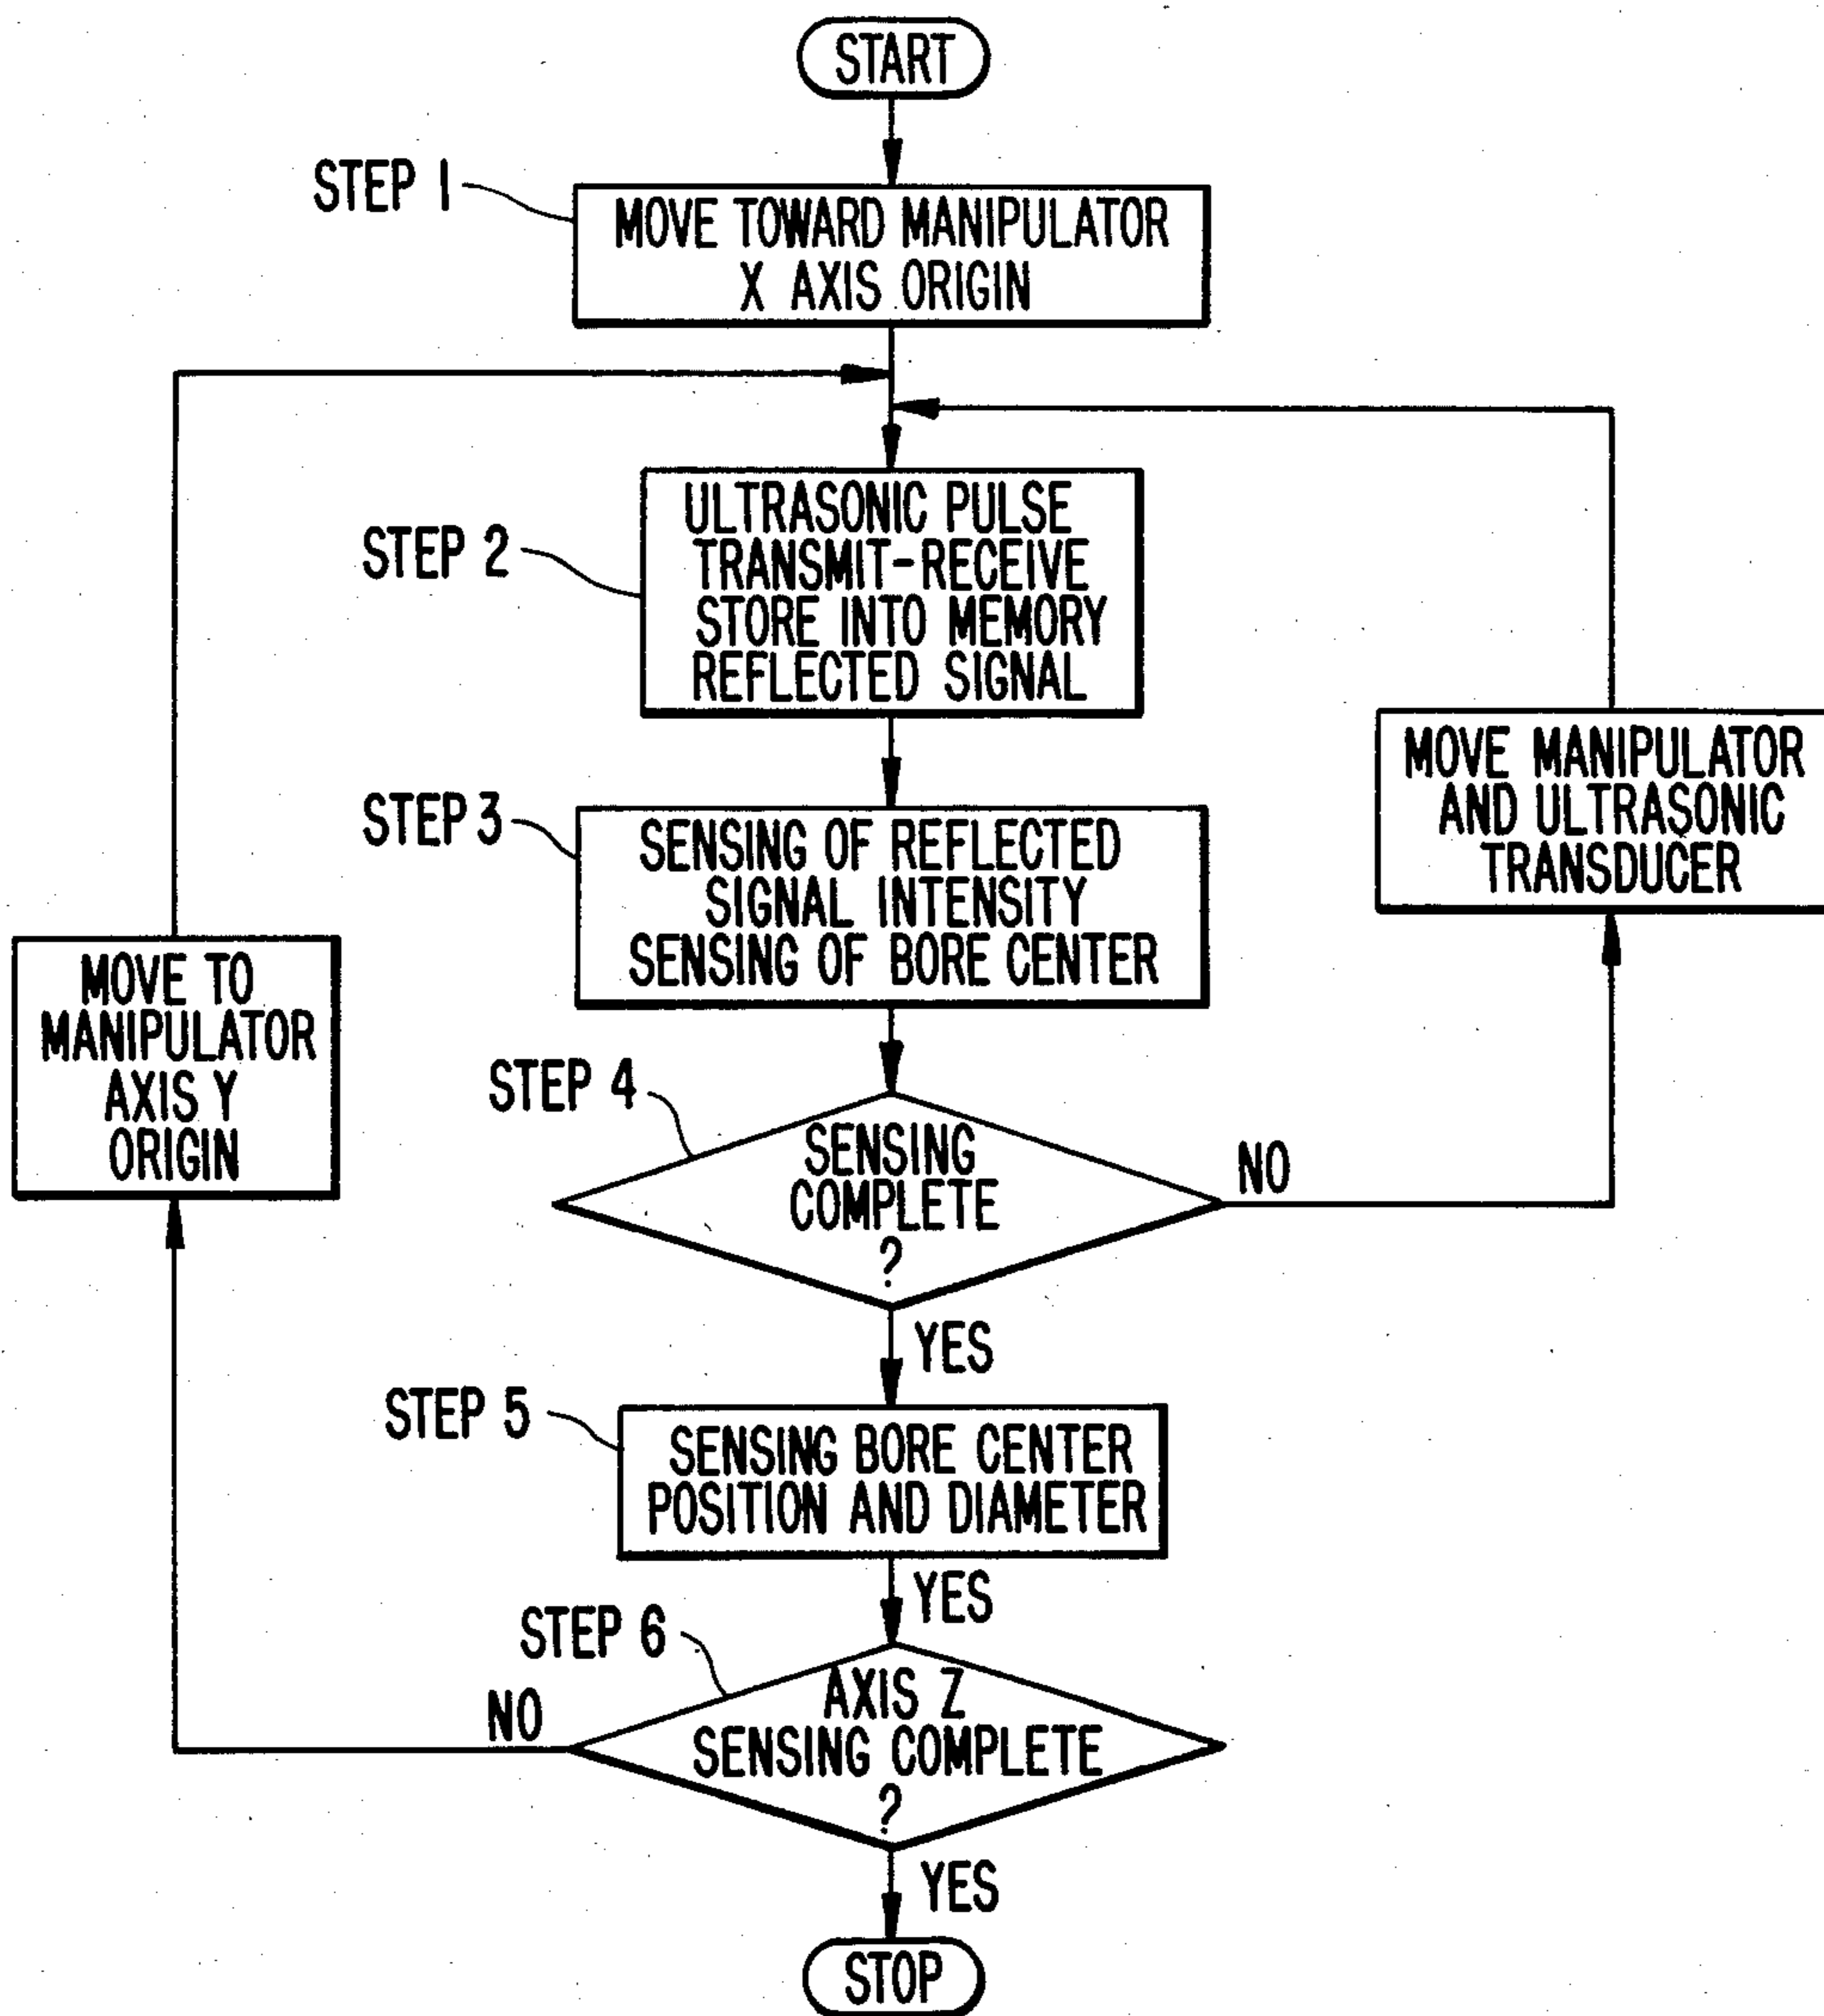 START
STEP 1
MOVE TOWARD MANIPULATOR
X AXIS ORIGIN
STEP 2
ULTRASONIC PULSE
TRANSMIT-RECEIVE
STORE INTO MEMORY
REFLECTED SIGNAL
STEP 3
SENSING OF REFLECTED
SIGNAL INTENSITY
SENSING OF BORE CENTER
MOVE MANIPULATOR
AND ULTRASONIC
TRANSDUCER
MOVE TO
MANIPULATOR
AXIS Y
ORIGIN
STEP 4
SENSING
COMPLETE
?
NO
YES
STEP 5
SENSING BORE CENTER
POSITION AND DIAMETER
YES
STEP 6
AXIS Z
SENSING COMPLETE
?
NO
YES
STOP